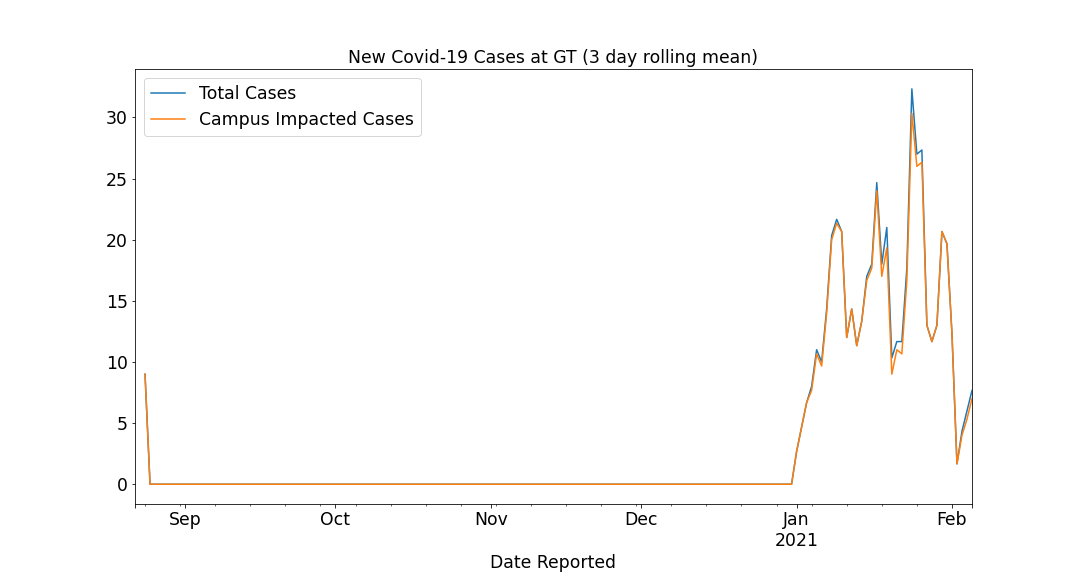 New Covid-19 Cases at GT (3 day rolling mean)
Total Cases
Campus Impacted Cases
30
25
20
15
10
5
0
Sep Oct Nov Dec Jan Feb
2021
Date Reported